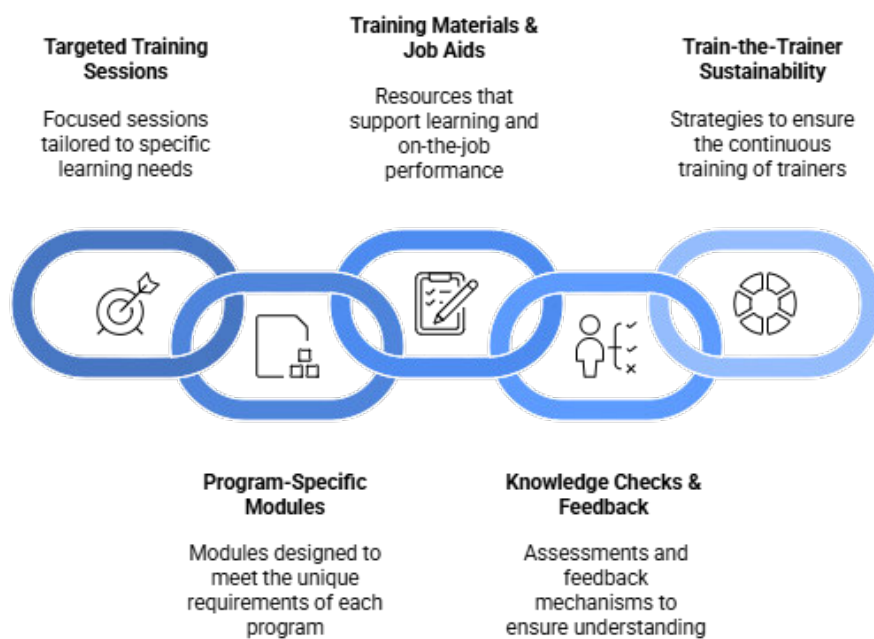 Targeted Training
Sessions
Focused sessions
tailored to specific
learning needs
Training Materials &
Job Aids
Resources that
support learning and
on-the-job
performance
Train-the-Trainer
Sustainability
Strategies to ensure
the continuous
training of trainers
Program-Specific
Modules
Modules designed to
meet the unique
requirements of each
program
Knowledge Checks &
Feedback
Assessments and
feedback
mechanisms to
ensure understanding